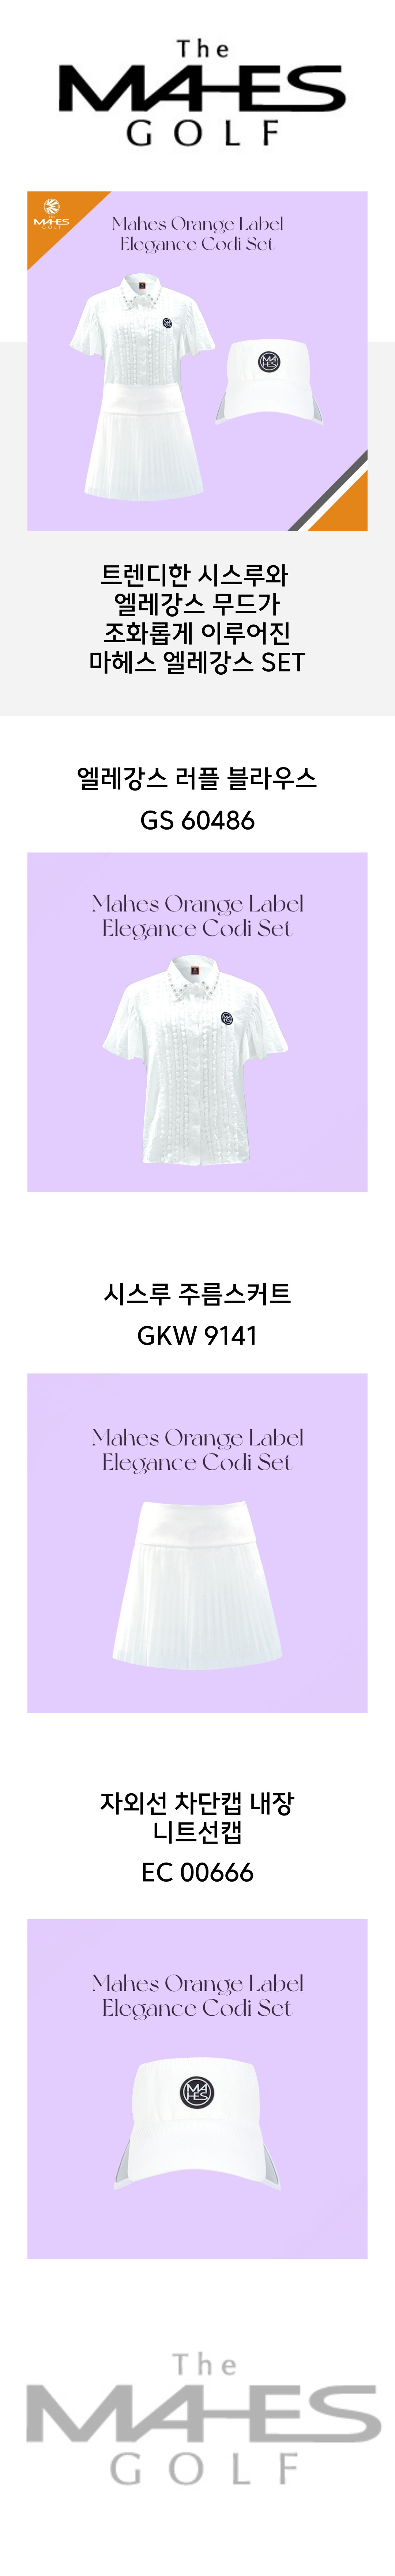 The
MAHES
GOLF
MAHES
GOLF
Mahes Orange Label
Elegance Codi Set
MA
HES
트렌디한 시스루와
엘레강스 무드가
조화롭게 이루어진
마헤스 엘레강스 SET
엘레강스 러플 블라우스
GS 60486
Mahes Orange Label
Elegance Codi Set
시스루 주름스커트
GKW 9141
Mahes Orange Label
Elegance Codi Set
자외선 차단캡 내장
니트선캡
EC 00666
Mahes Orange Label
Elegance Codi Set
MA
HES
The
MAHES
GOLF